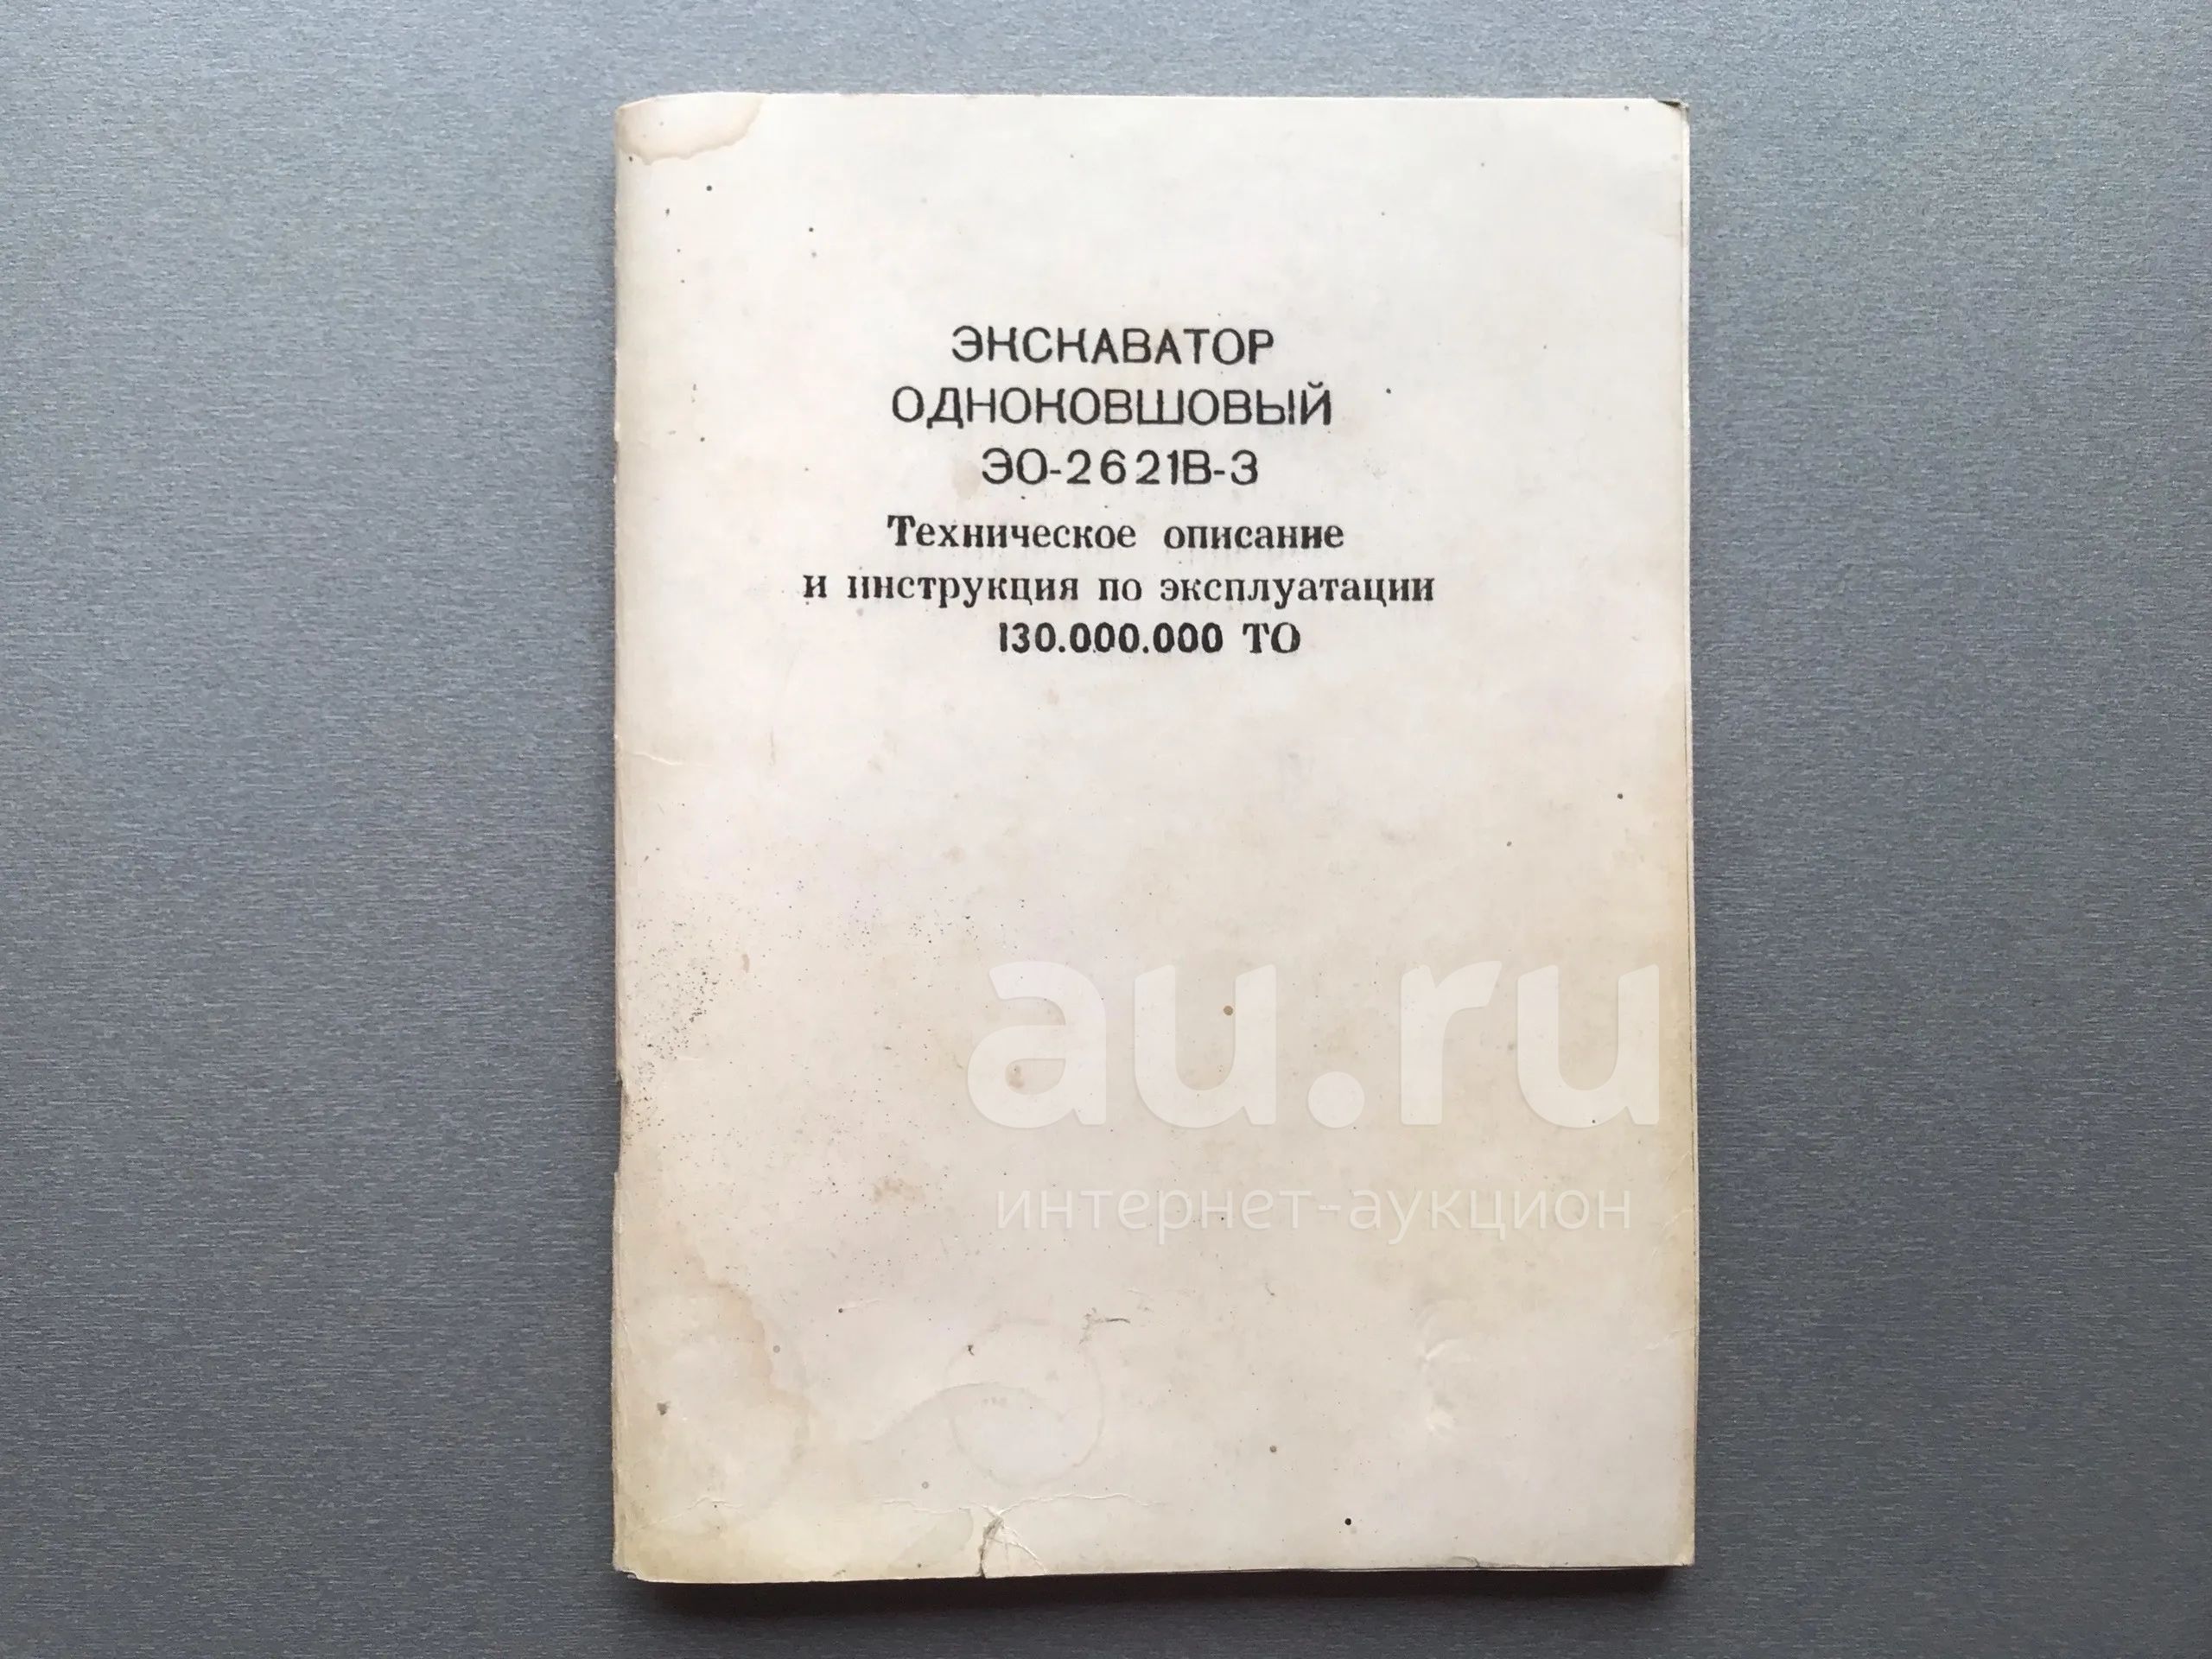 ЭКСКАВАТОР
ОДНОКОВШОВЫЙ
ЭО-2621В-3
Техническое описание
и инструкция по эксплуатации
130.000.000 ТО
au.ru
интернет-аукцион